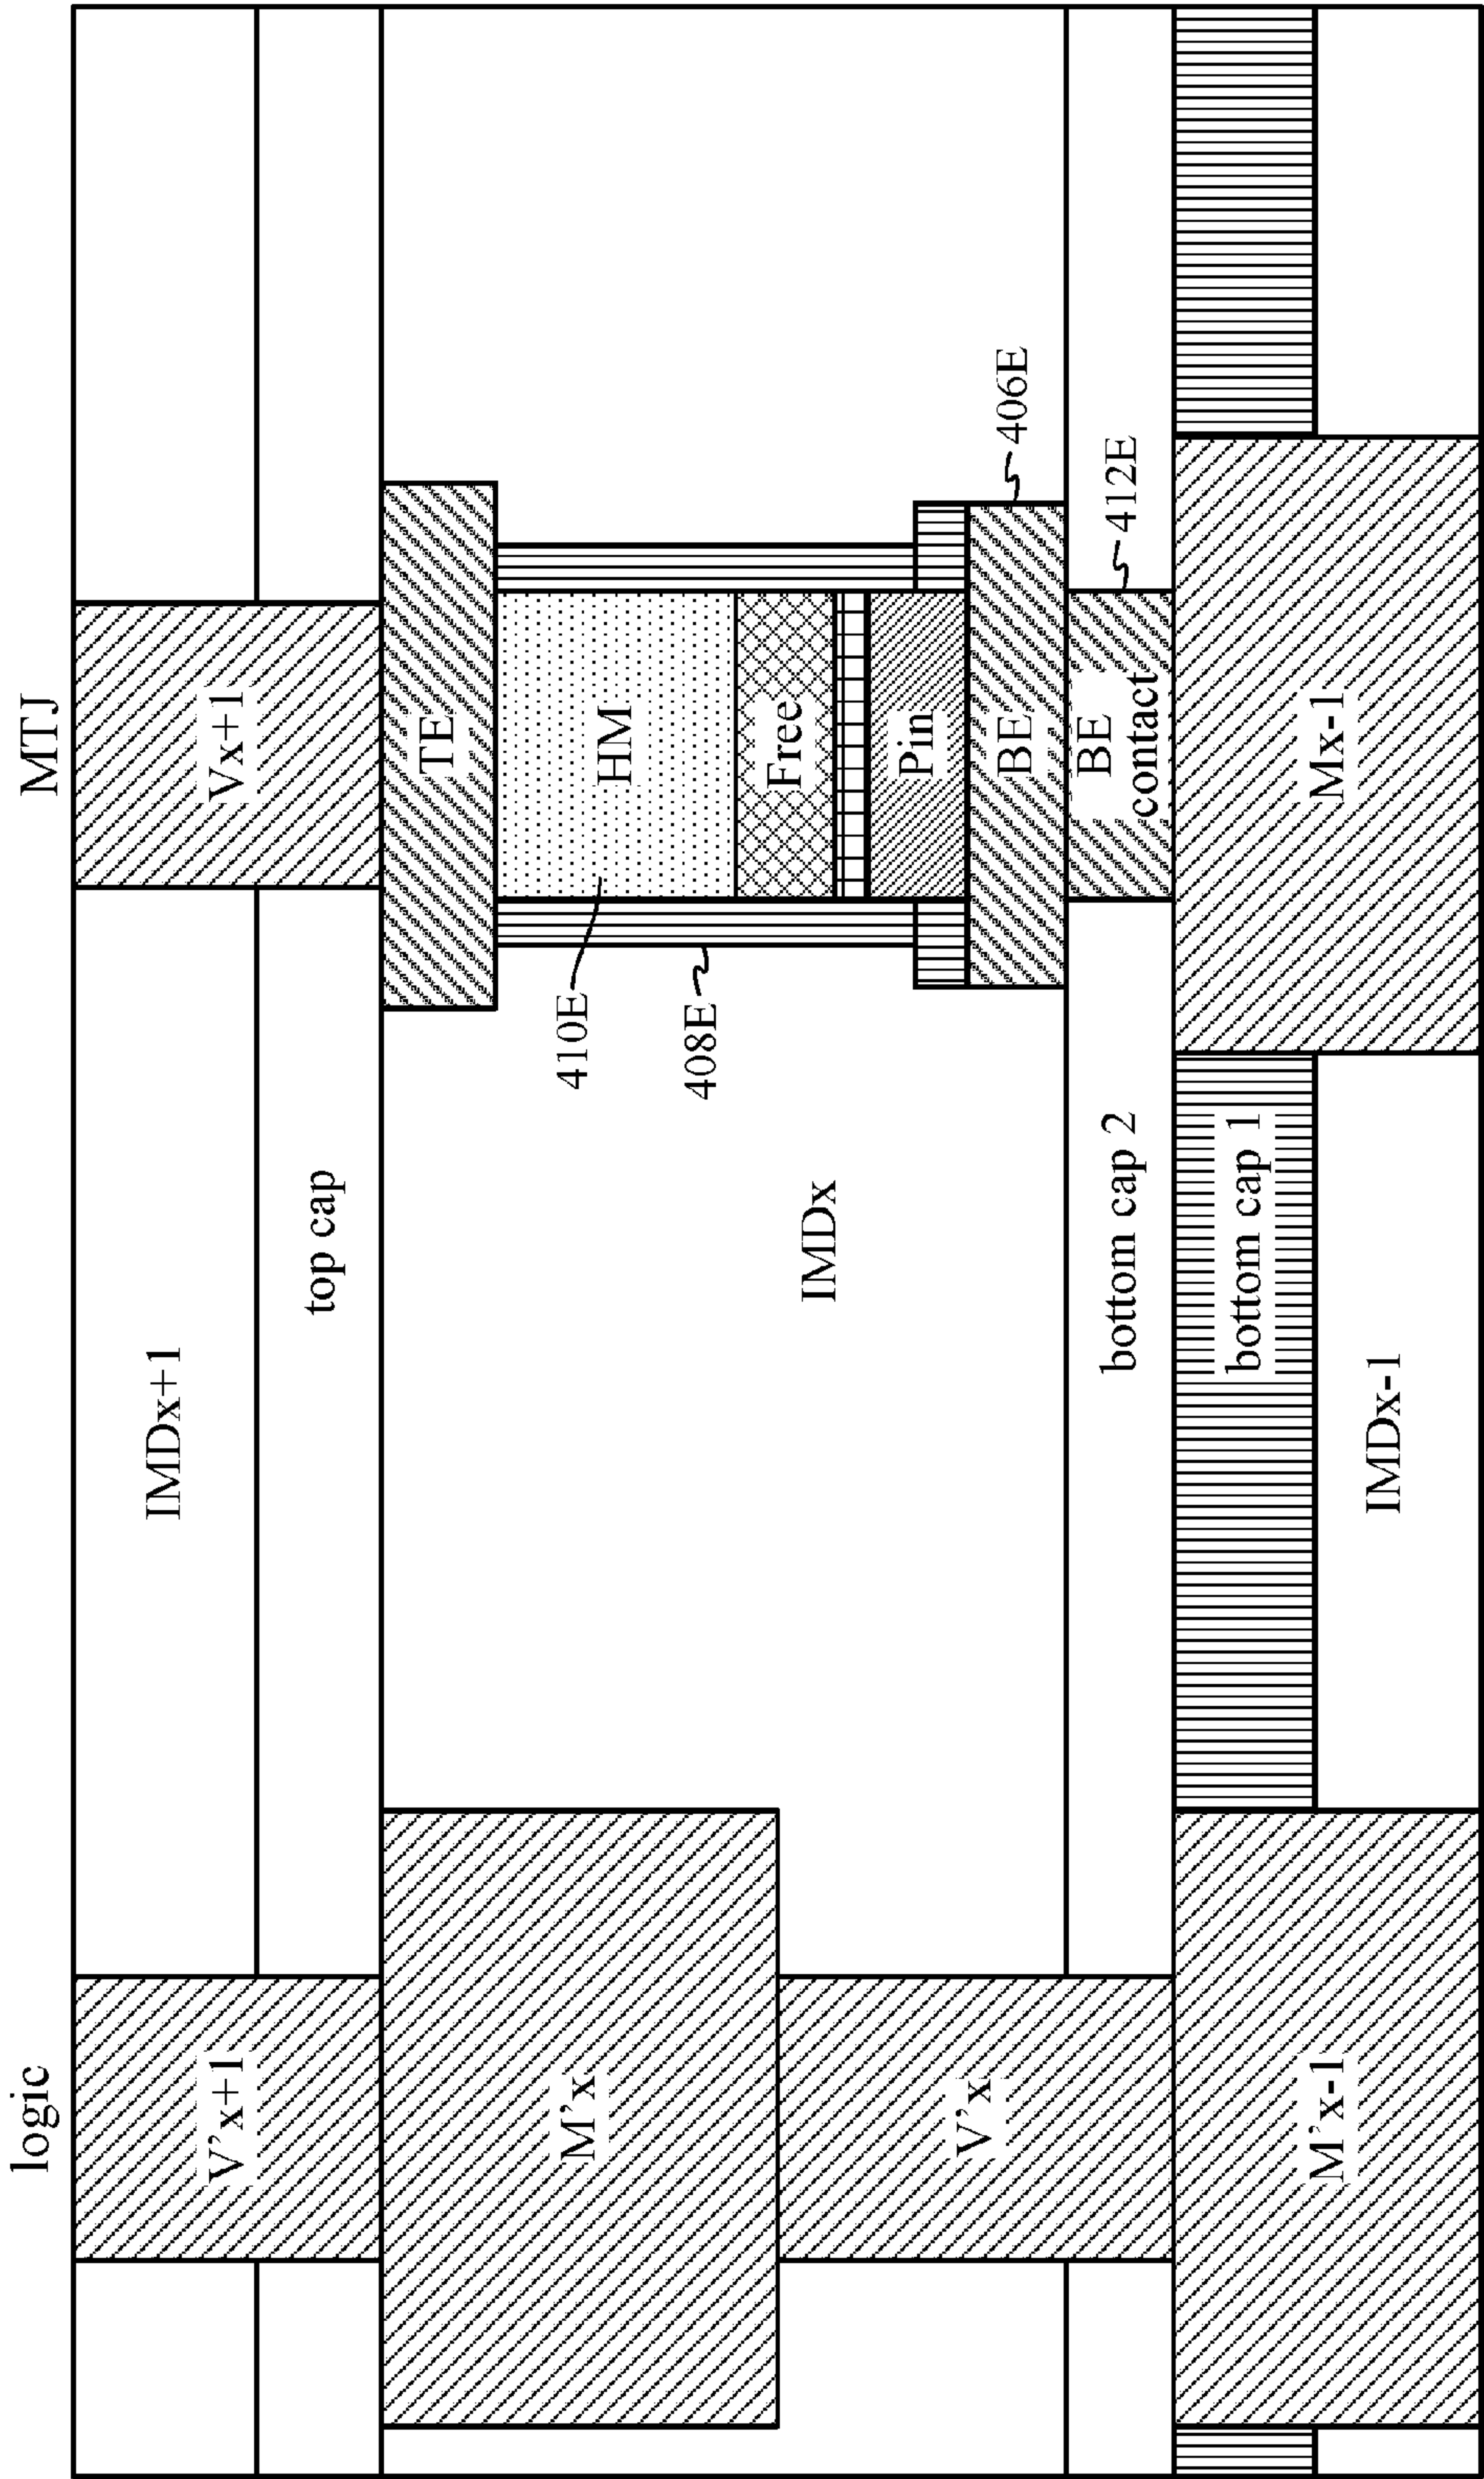 logic
MTJ
V'x+1
IMDx+1
Vx+1
top cap
TE
M'x
HM
410E
408E
Free
IMDx
Pin
V'x
BE
406E
bottom cap 2
BE
contact
412E
bottom cap 1
M'x-1
Mx-1
IMDx-1